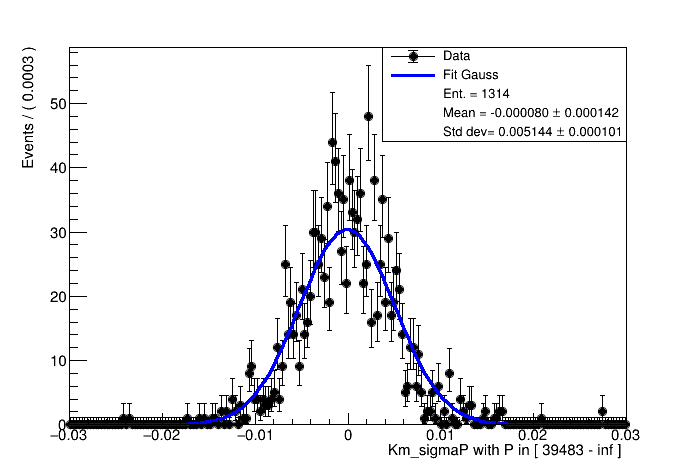 Events / ( 0.0003 )
Data
Fit Gauss
Ent. = 1314
Mean = -0.000080 ± 0.000142
Std dev= 0.005144 ± 0.000101
50
40
30
20
10
0
−0.03 −0.02 −0.01 0 0.01 0.02 0.03
Km_sigmaP with P in [ 39483 - inf ]